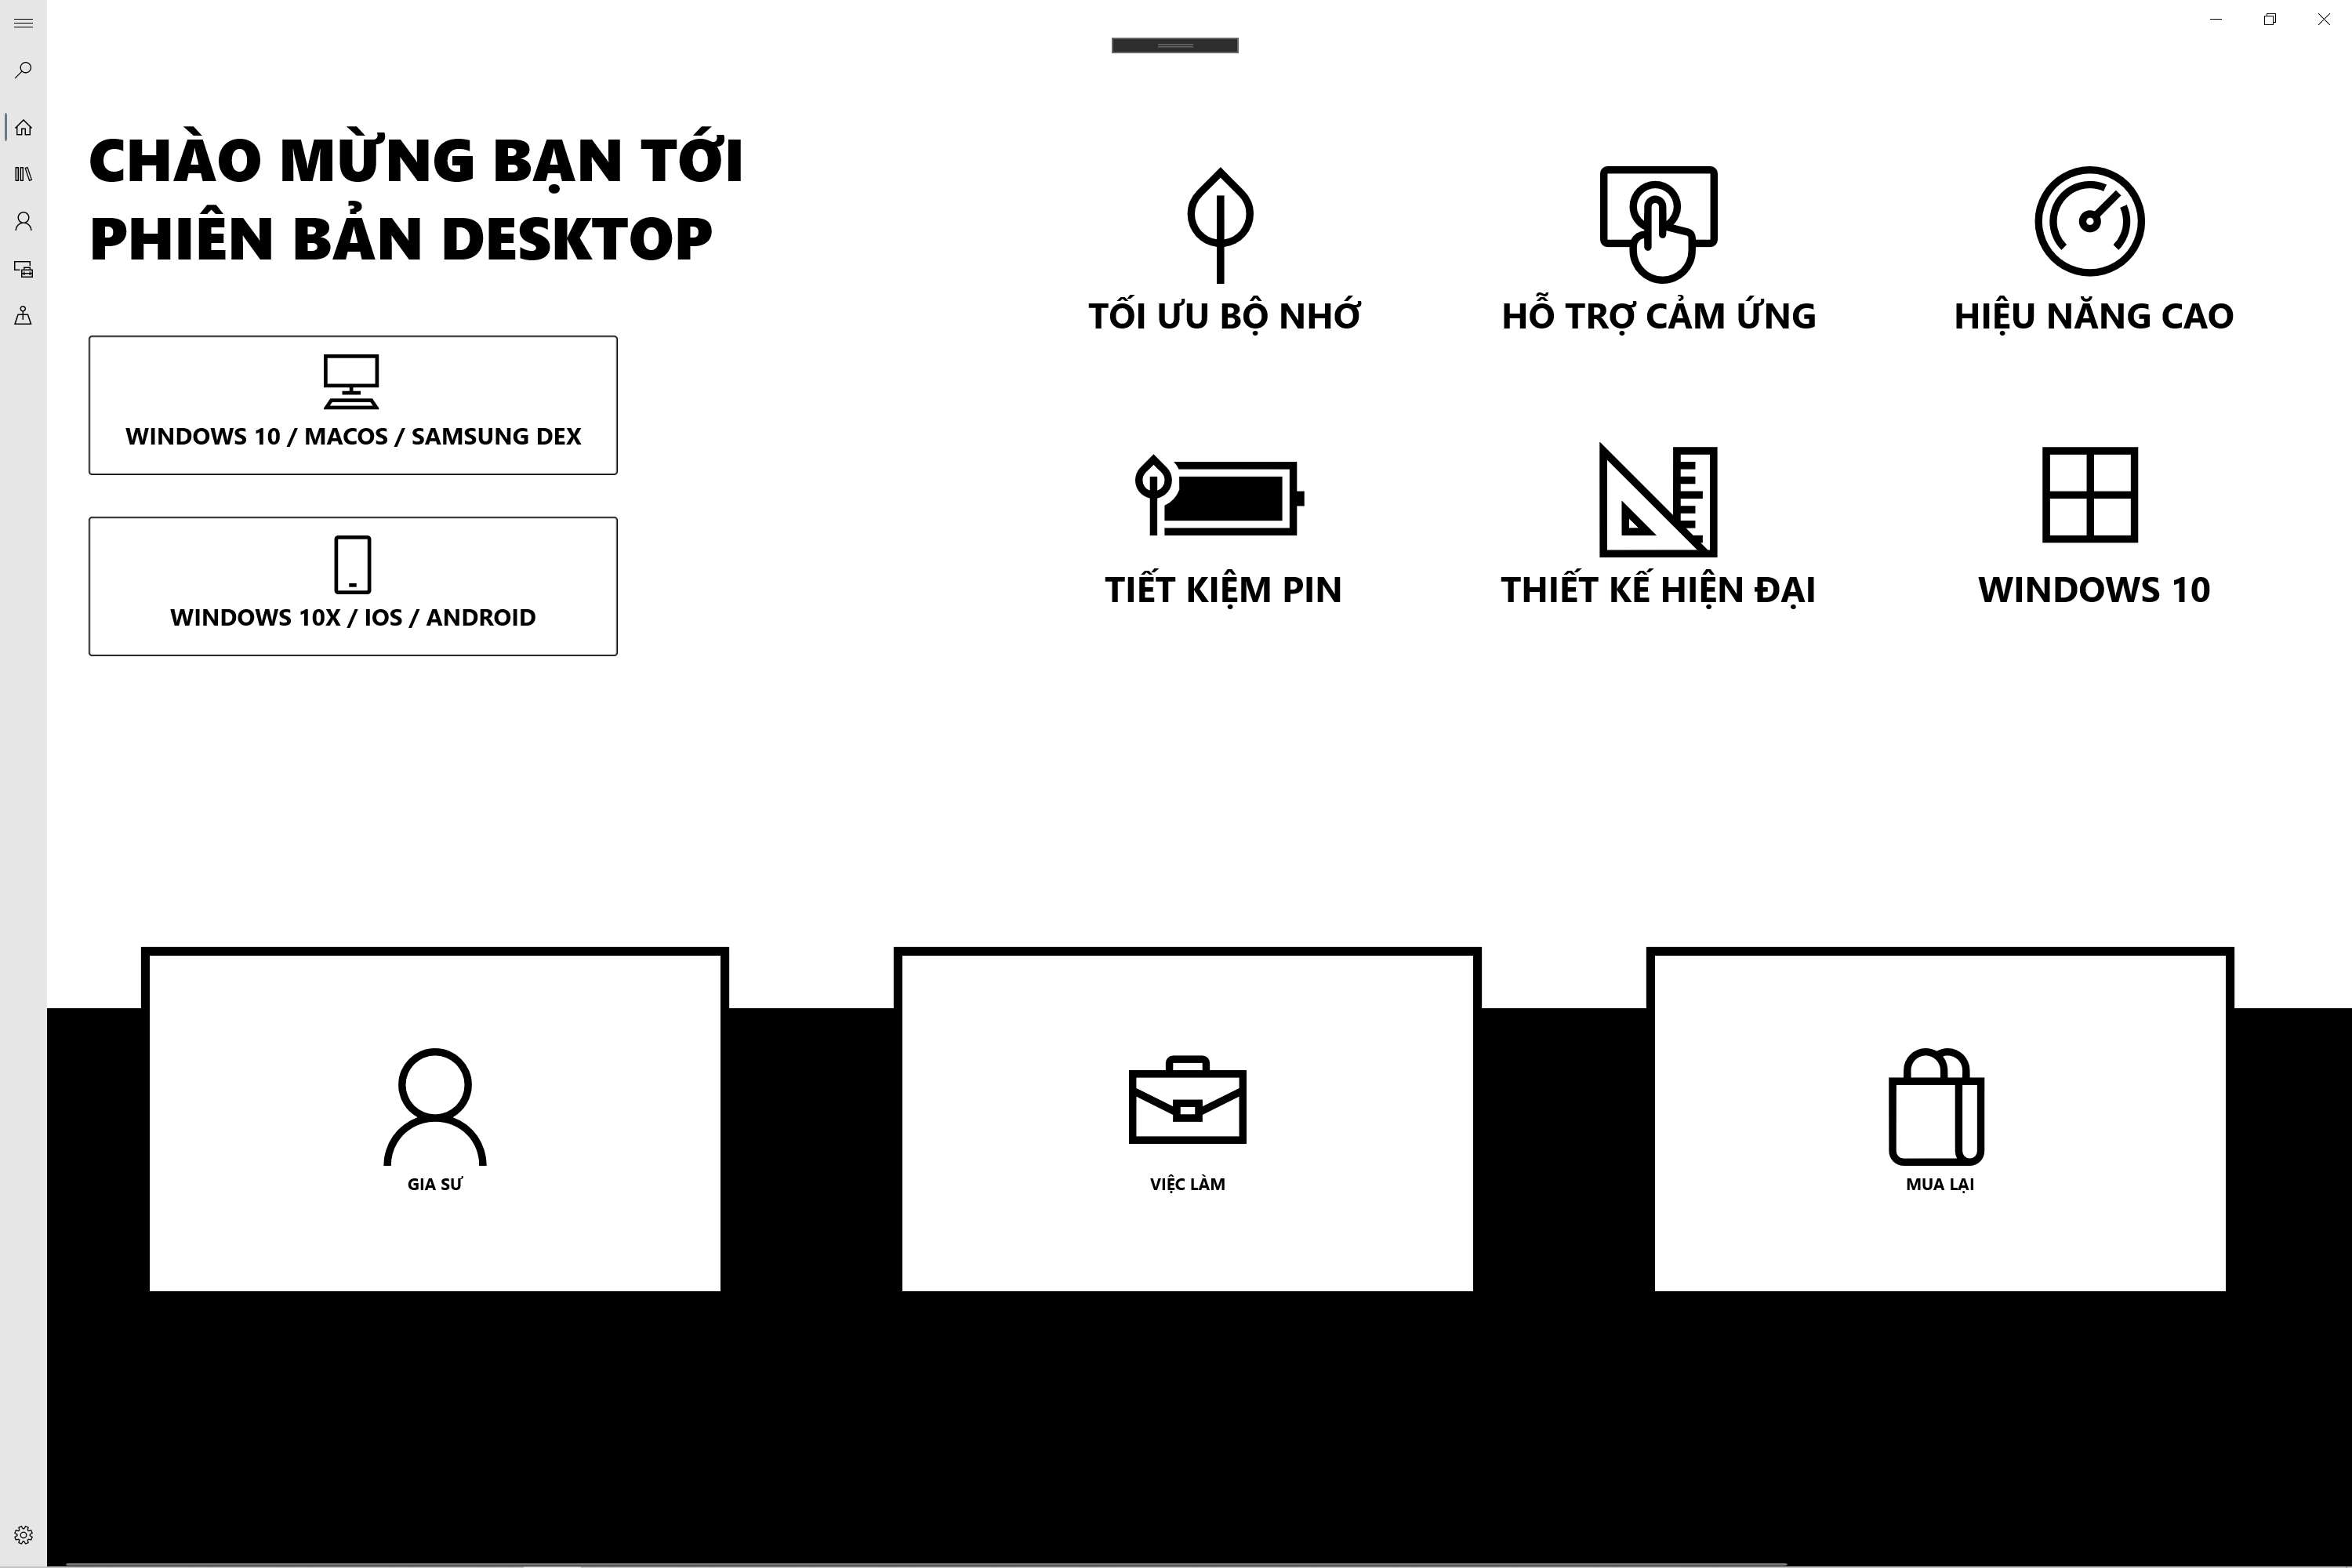 CHÀO MỪNG BẠN TỚI
PHIÊN BẢN DESKTOP
WINDOWS 10 / MACOS / SAMSUNG DEX
WINDOWS 10X / IOS / ANDROID
TỐI ƯU BỘ NHỚ
HỖ TRỢ CẢM ỨNG
HIỆU NĂNG CAO
TIẾT KIỆM PIN
THIẾT KẾ HIỆN ĐẠI
WINDOWS 10
GIA SƯ
VIỆC LÀM
MUA LẠI